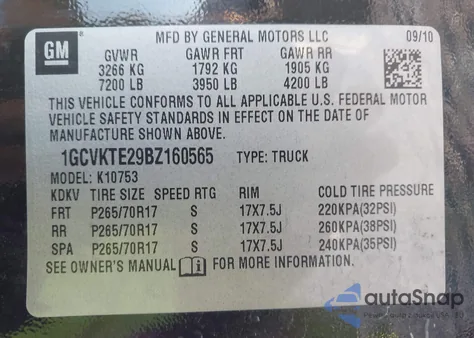 MFD BY GENERAL MOTORS LLC 09/10
GM
GVWR GAWR FRT GAWR RR
3266 KG 1792 KG 1905 KG
7200 LB 3950 LB 4200 LB
THIS VEHICLE CONFORMS TO ALL APPLICABLE U.S. FEDERAL MOTOR
VEHICLE SAFETY STANDARDS IN EFFECT ON THE DATE OF
MANUFACTURE SHOWN ABOVE.
1GCVKTE29BZ160565 TYPE: TRUCK
MODEL: K10753
KDKV TIRE SIZE SPEED RTG RIM COLD TIRE PRESSURE
FRT P265/70R17 S 17X7.5J 220KPA(32PSI)
RR P265/70R17 S 17X7.5J 260KPA(38PSI)
SPA P265/70R17 S 17X7.5J 240KPA(35PSI)
SEE OWNER'S MANUAL FOR MORE INFORMATION.
autoSnap